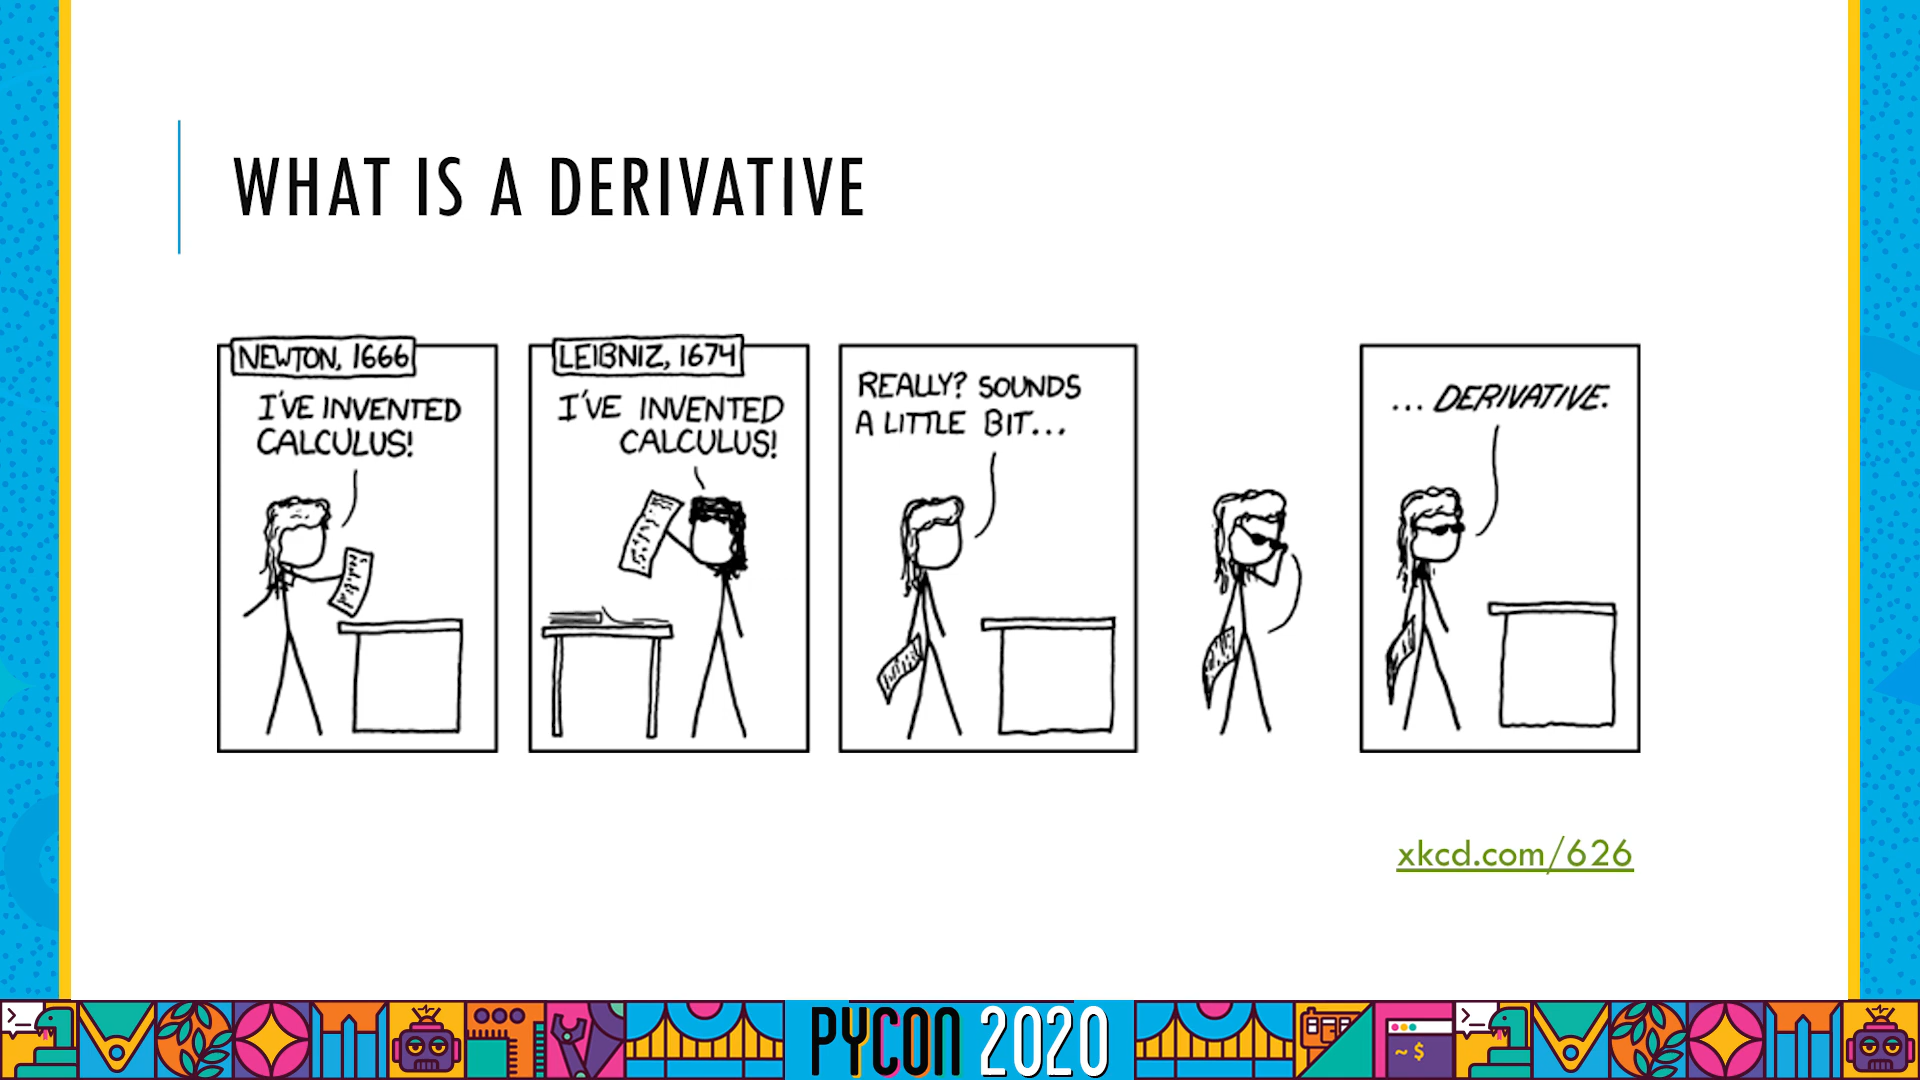 WHAT IS A DERIVATIVE
NEWTON, 1666
I'VE INVENTED
CALCULUS!
LEIBNIZ, 1674
I'VE INVENTED
CALCULUS!
REALLY? SOUNDS
A LITTLE BIT...
... DERIVATIVE.
xkcd.com/626
PYCON 2020
~ $